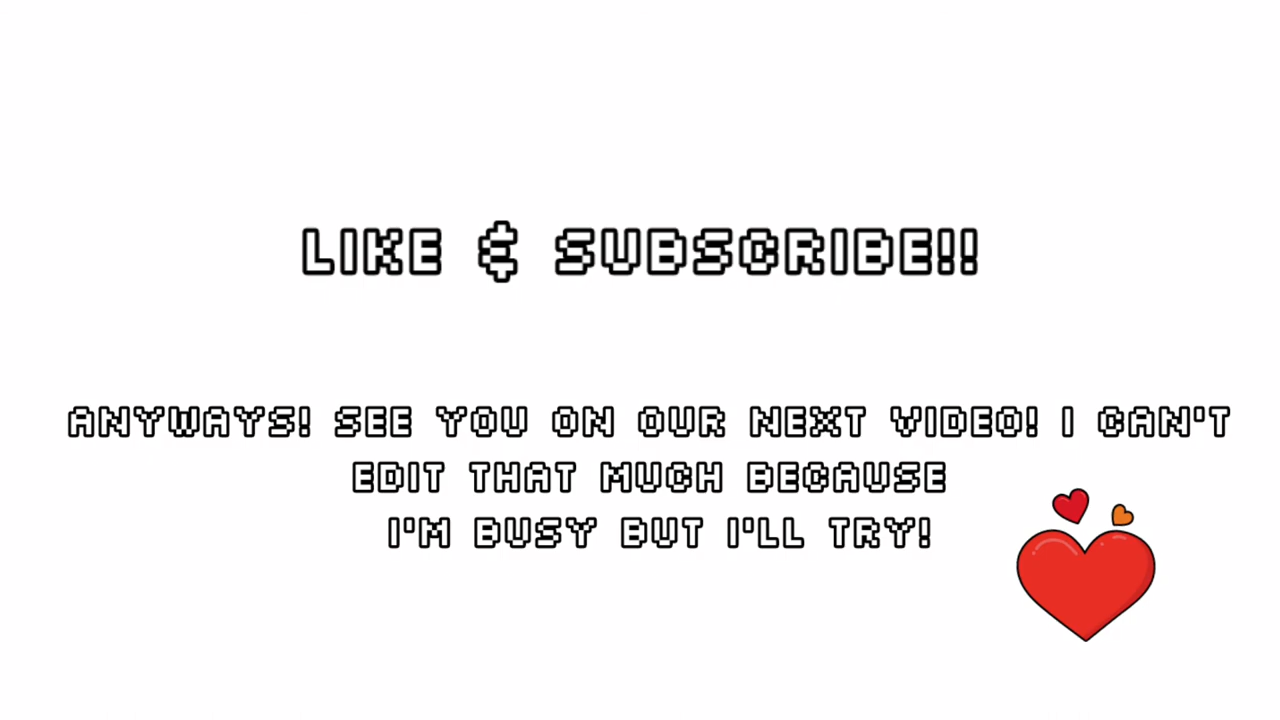 LIKE & SUBSCRIBE!!
ANYWAYS! SEE YOU ON OUR NEXT VIDEO! I CAN'T
EDIT THAT MUCH BECAUSE
I'M BUSY BUT I'LL TRY!